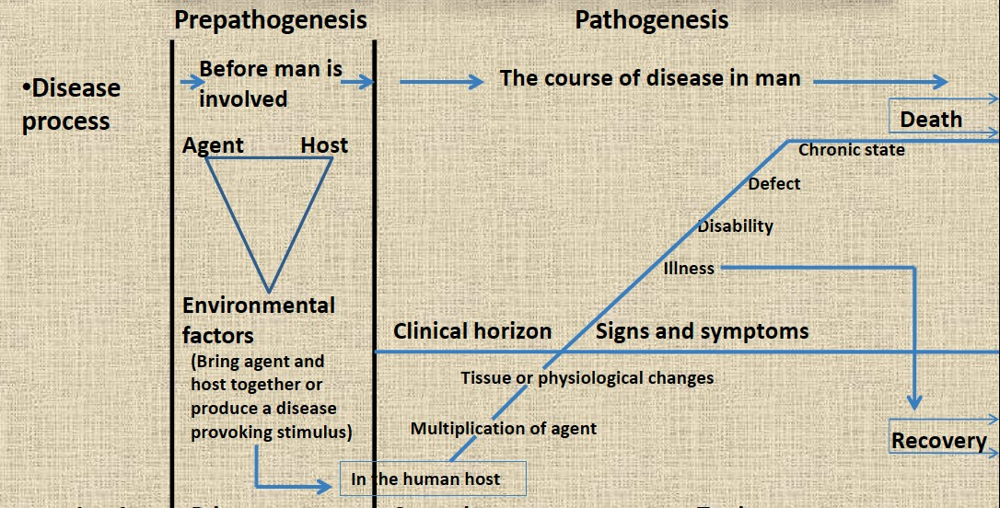 Prepathogenesis
Pathogenesis
•Disease
process
Before man is
involved
The course of disease in man
Agent
Host
Death
Chronic state
Defect
Disability
Illness
Environmental
factors
(Bring agent and
host together or
produce a disease
provoking stimulus)
Clinical horizon
Signs and symptoms
Tissue or physiological changes
Multiplication of agent
In the human host
Recovery